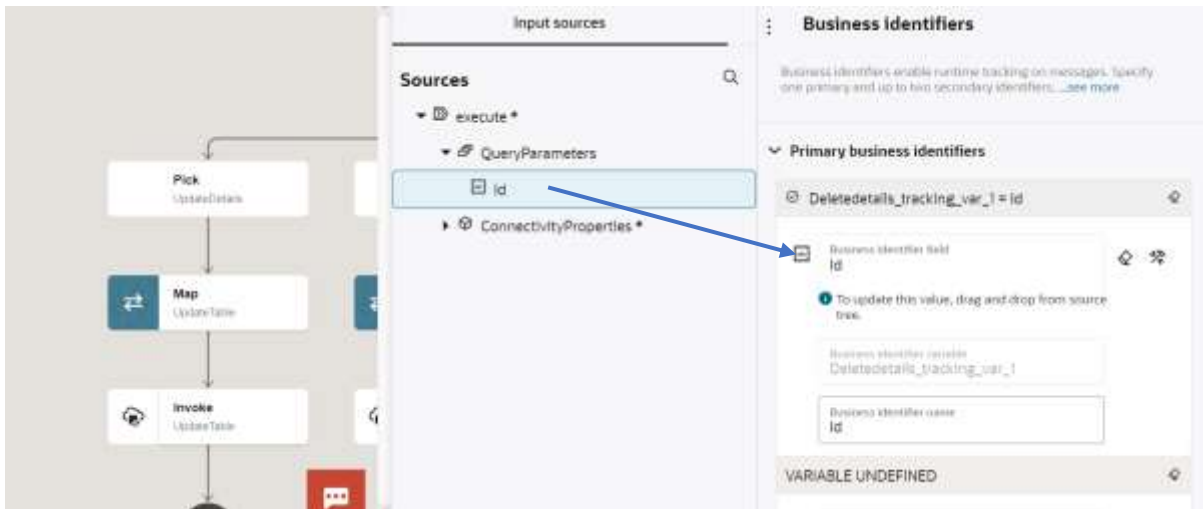 Input sources
Sources
execute *
QueryParameters
Id
ConnectivityProperties *
Pick
UpdateDetails
Map
UpdateTable
Invoke
UpdateTable
Business identifiers
Business identifiers enable runtime tracking on messages. Specify
one primary and up to two secondary identifiers. ...see more
Primary business identifiers
Deletedetails_tracking_var_1 = Id
Business identifier field
Id
To update this value, drag and drop from source
tree.
Business identifier variable
Deletedetails_tracking_var_1
Business identifier name
Id
VARIABLE UNDEFINED